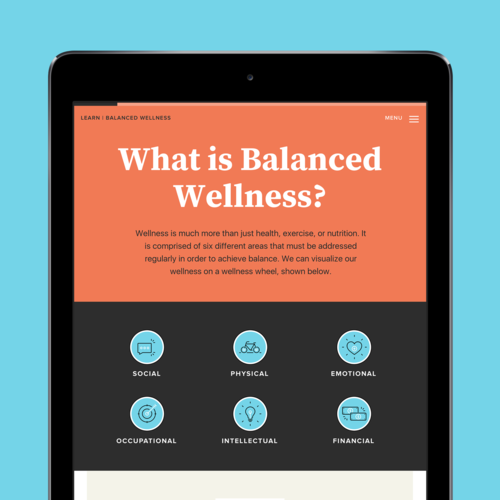 LEARN | BALANCED WELLNESS
MENU
What is Balanced
Wellness?
Wellness is much more than just health, exercise, or nutrition. It
is comprised of six different areas that must be addressed
regularly in order to achieve balance. We can visualize our
wellness on a wellness wheel, shown below.
SOCIAL
PHYSICAL
EMOTIONAL
OCCUPATIONAL
INTELLECTUAL
FINANCIAL